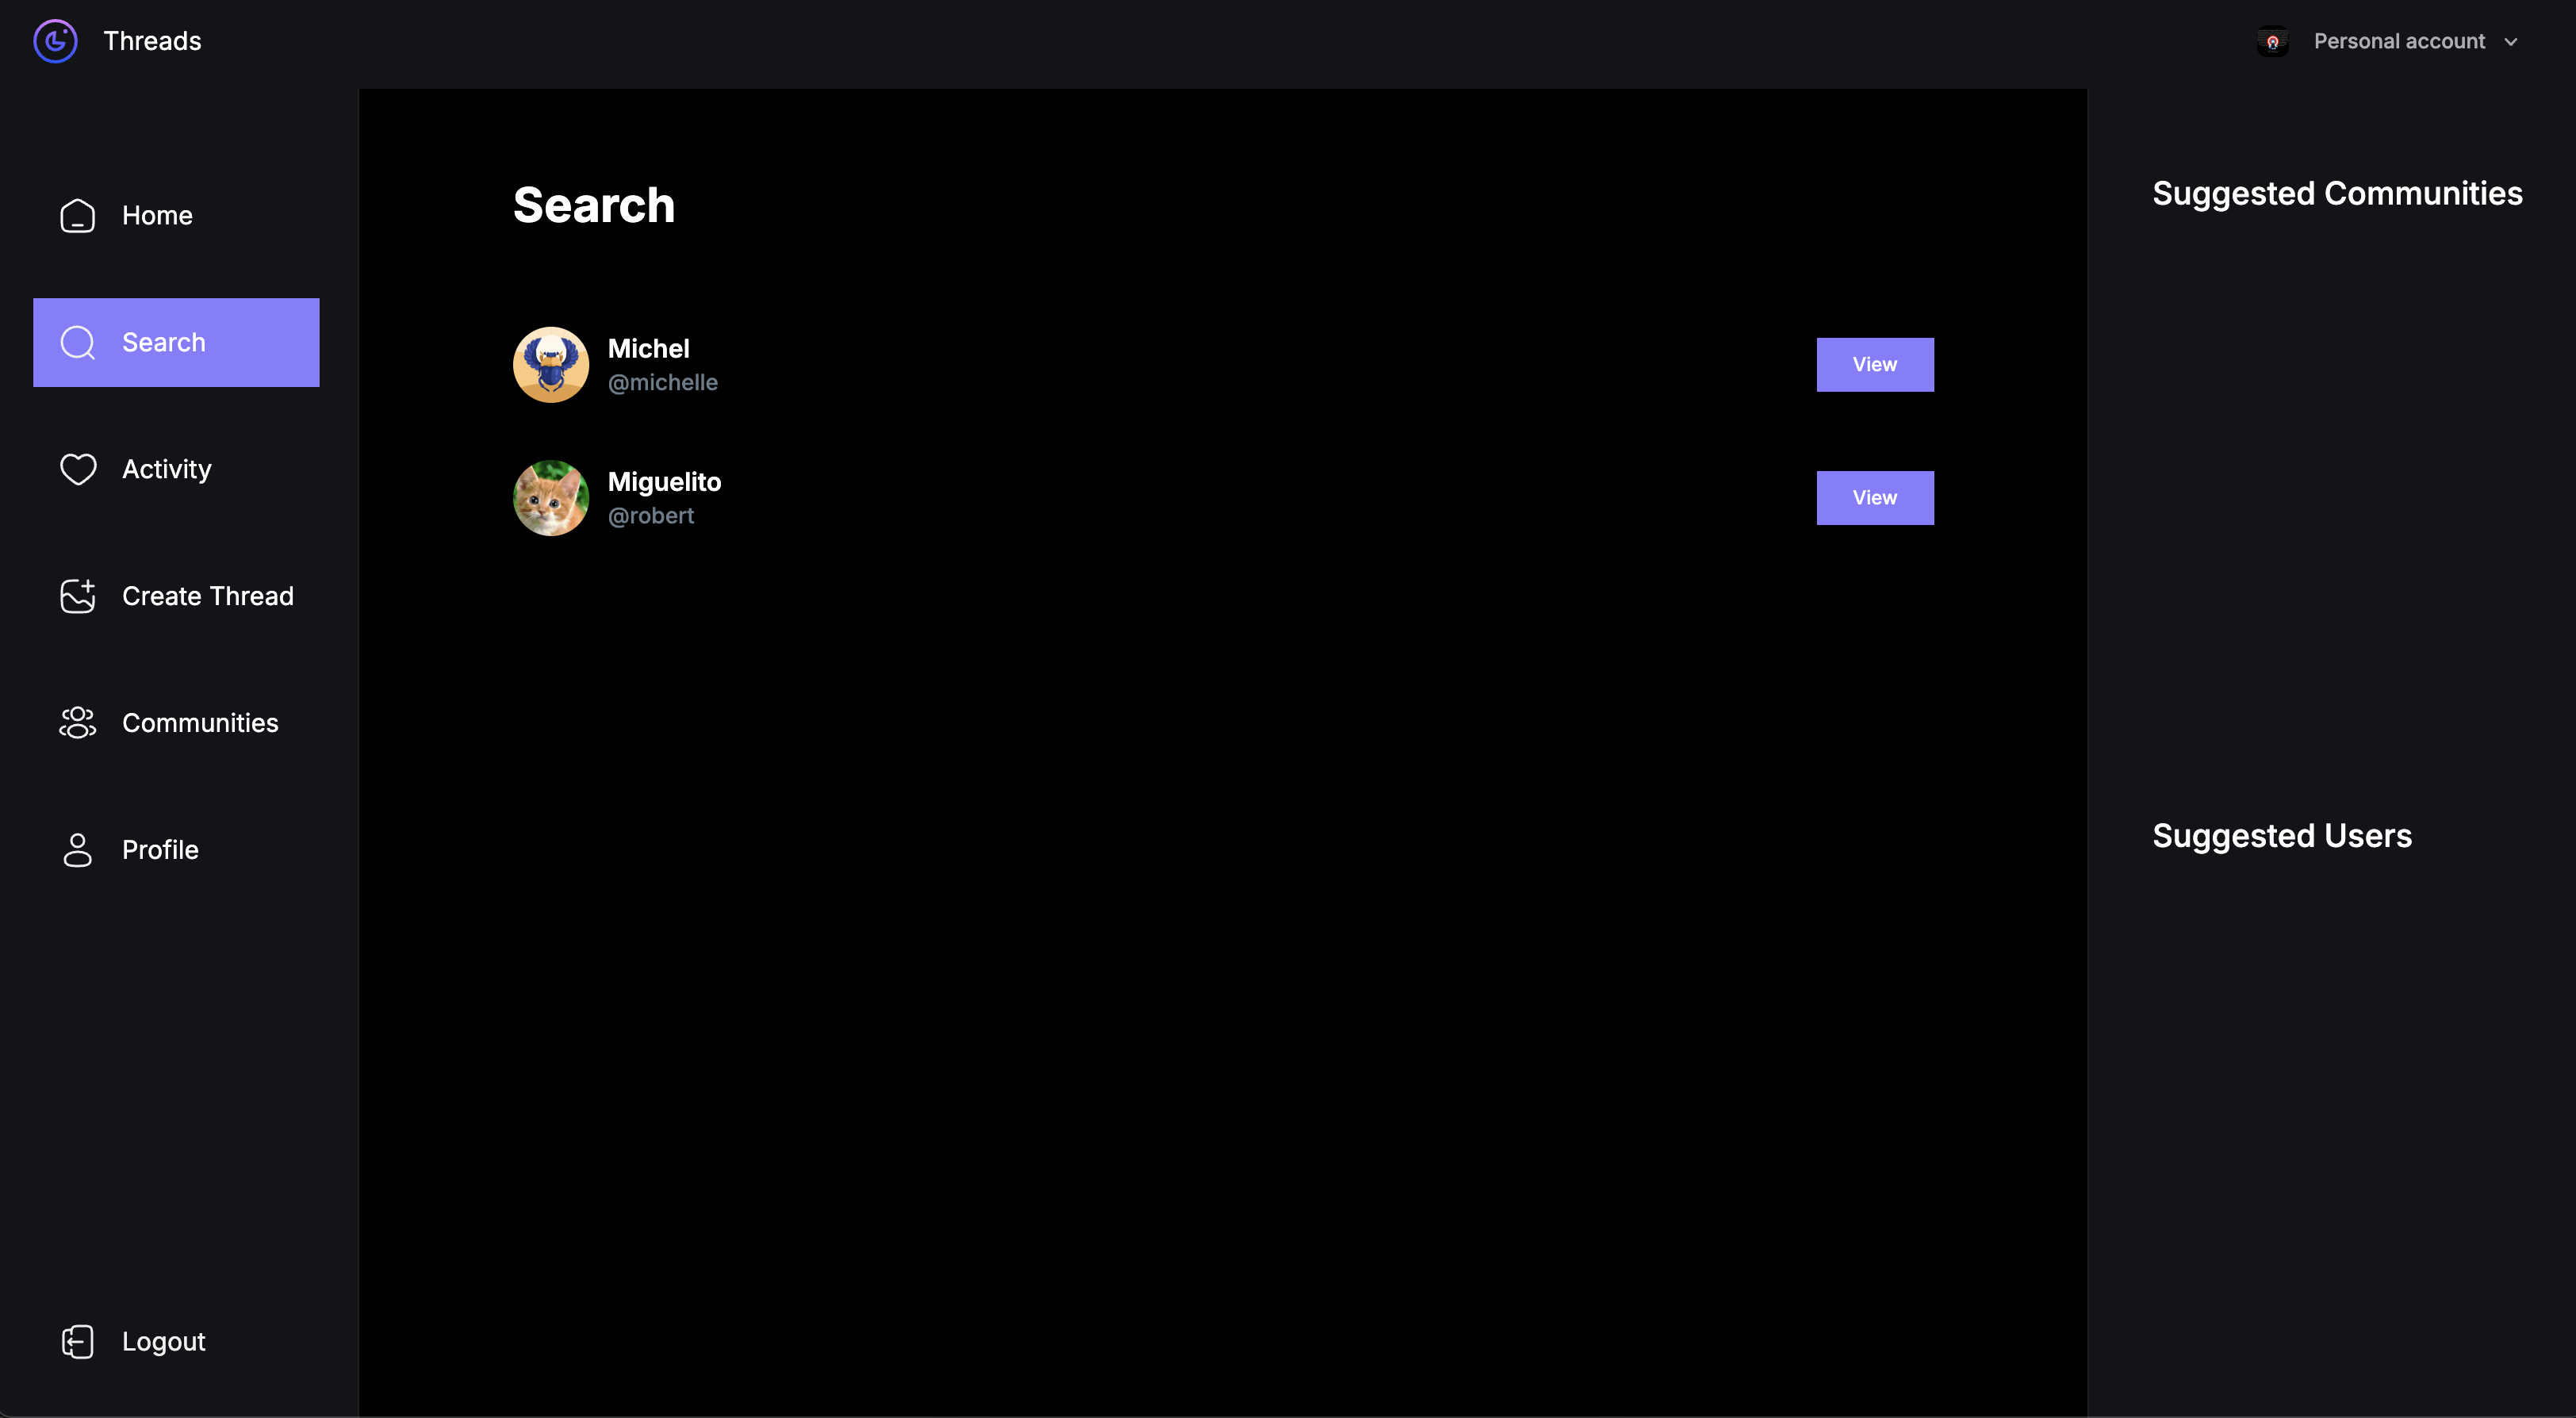 Threads
Personal account
Home
Search
Activity
Create Thread
Communities
Profile
Logout
Search
Michel
@michelle
View
Miguelito
@robert
View
Suggested Communities
Suggested Users